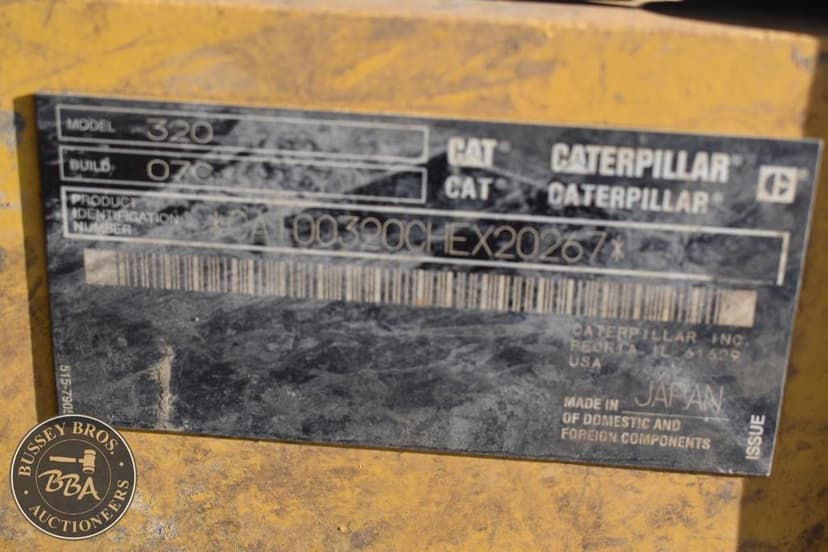 MODEL 320
CAT® CATERPILLAR®
BUILD 07C
CAT® CATERPILLAR®
PRODUCT
IDENTIFICATION
NUMBER
*CAT00320CHEX20267*
CATERPILLAR INC.
PEORIA IL 61629
USA
MADE IN JAPAN
OF DOMESTIC AND
FOREIGN COMPONENTS
ISSUE
BUSSEY BROS.
BBA
AUCTIONEERS